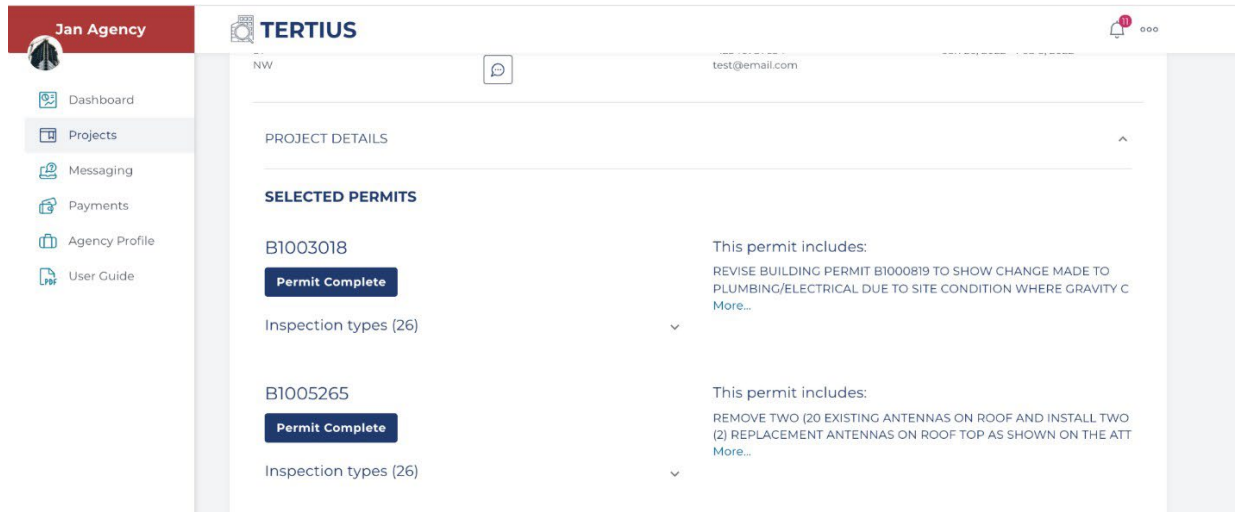 Jan Agency
TERTIUS
11
Dashboard
Projects
Messaging
Payments
Agency Profile
PDF
User Guide
NW
test@email.com
PROJECT DETAILS
SELECTED PERMITS
B1003018
Permit Complete
Inspection types (26)
This permit includes:
REVISE BUILDING PERMIT B1000819 TO SHOW CHANGE MADE TO
PLUMBING/ELECTRICAL DUE TO SITE CONDITION WHERE GRAVITY C
More...
B1005265
Permit Complete
Inspection types (26)
This permit includes:
REMOVE TWO (20 EXISTING ANTENNAS ON ROOF AND INSTALL TWO
(2) REPLACEMENT ANTENNAS ON ROOF TOP AS SHOWN ON THE ATT
More...